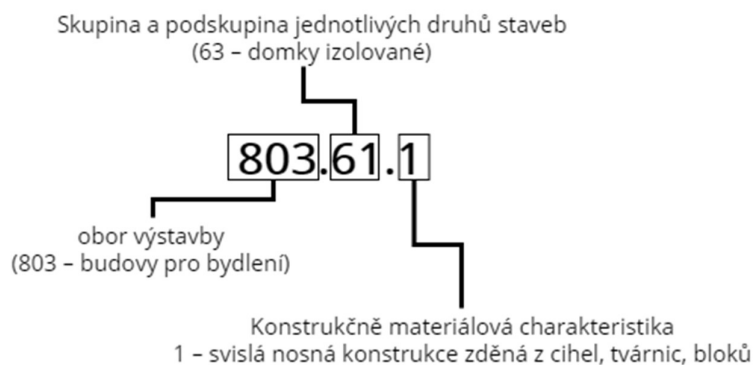 Skupina a podskupina jednotlivých druhů staveb
(63 – domky izolované)
803.61.1
obor výstavby
(803 – budovy pro bydlení)
Konstrukčně materiálová charakteristika
1 – svislá nosná konstrukce zděná z cihel, tvárnic, bloků